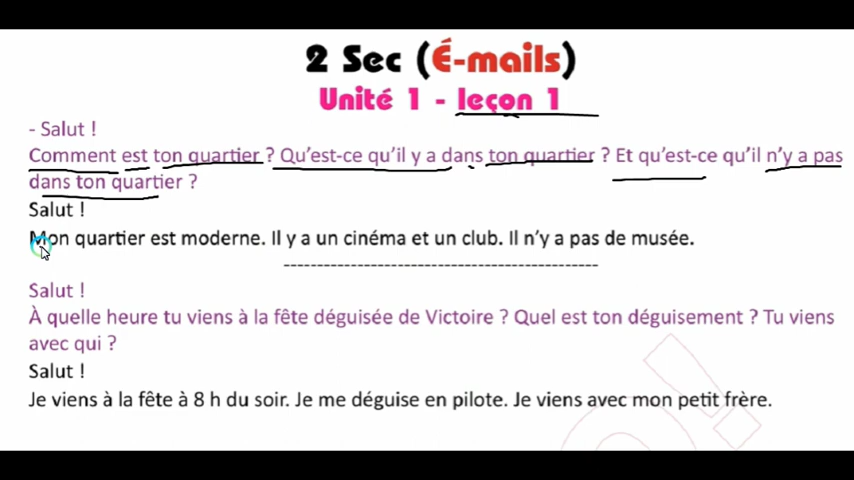 2 Sec (É-mails)
Unité 1 - leçon 1
- Salut !
Comment est ton quartier ? Qu'est-ce qu'il y a dans ton quartier ? Et qu'est-ce qu'il n'y a pas
dans ton quartier ?
Salut !
Mon quartier est moderne. Il y a un cinéma et un club. Il n'y a pas de musée.
---------------------------------------------
Salut !
À quelle heure tu viens à la fête déguisée de Victoire ? Quel est ton déguisement ? Tu viens
avec qui ?
Salut !
Je viens à la fête à 8 h du soir. Je me déguise en pilote. Je viens avec mon petit frère.